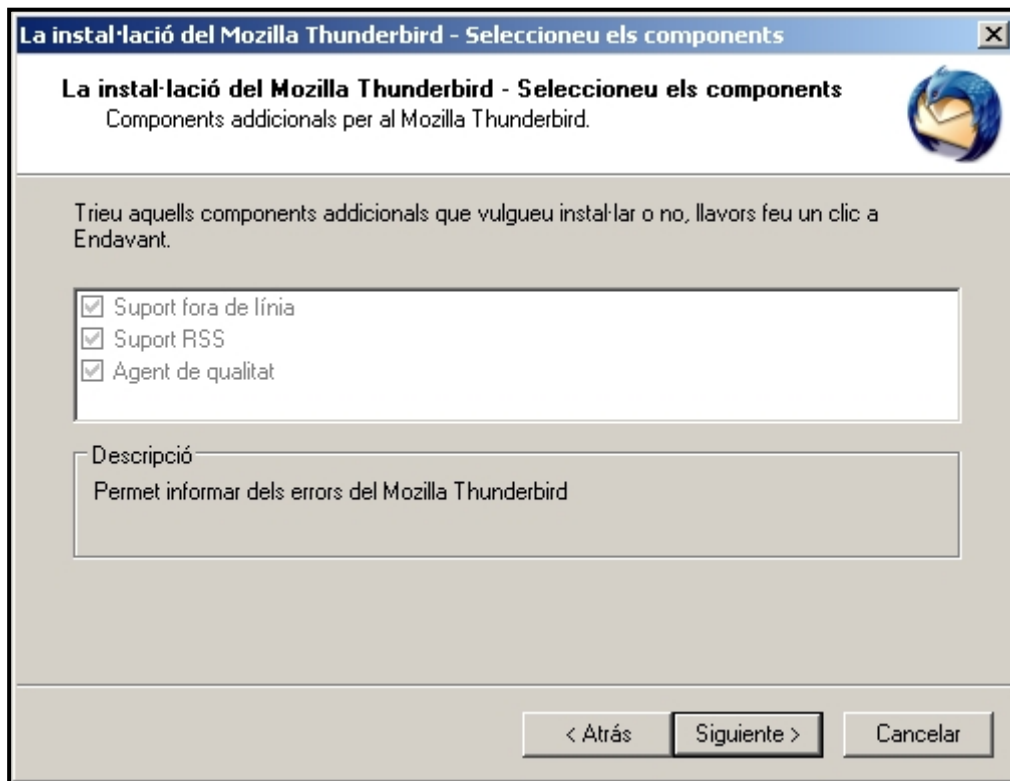 La instal·lació del Mozilla Thunderbird - Seleccioneu els components
La instal·lació del Mozilla Thunderbird - Seleccioneu els components
Components addicionals per al Mozilla Thunderbird.
Trieu aquells components addicionals que vulgueu instal·lar o no, llavors feu un clic a
Endavant.
Suport fora de línia
Suport RSS
Agent de qualitat
Descripció
Permet informar dels errors del Mozilla Thunderbird
< Atrás Siguiente > Cancelar